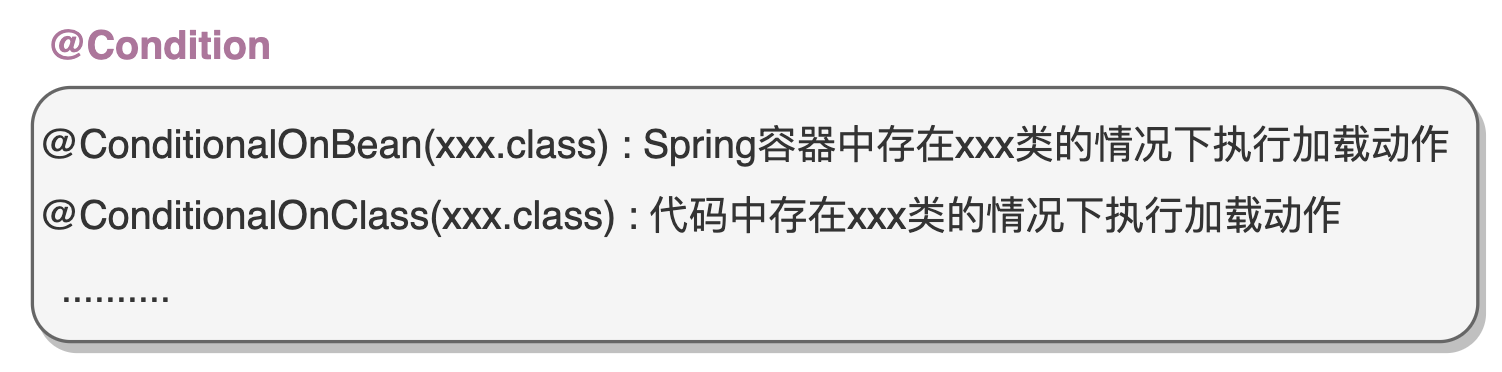 @Condition
@ConditionalOnBean(xxx.class) : Spring容器中存在xxx类的情况下执行加载动作
@ConditionalOnClass(xxx.class) : 代码中存在xxx类的情况下执行加载动作
..........